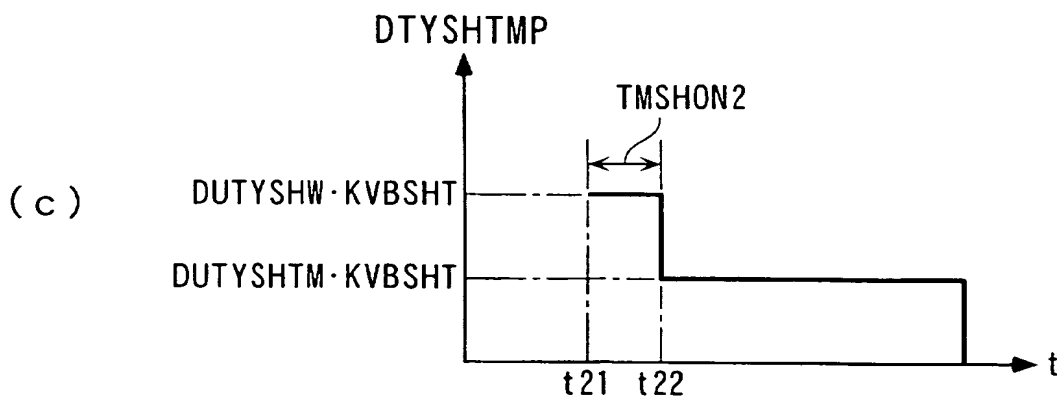 DTYSHTMP
TMSHON2
(c)
DUTYSHW·KVBSHT
DUTYSHTM·KVBSHT
t21 t22
t